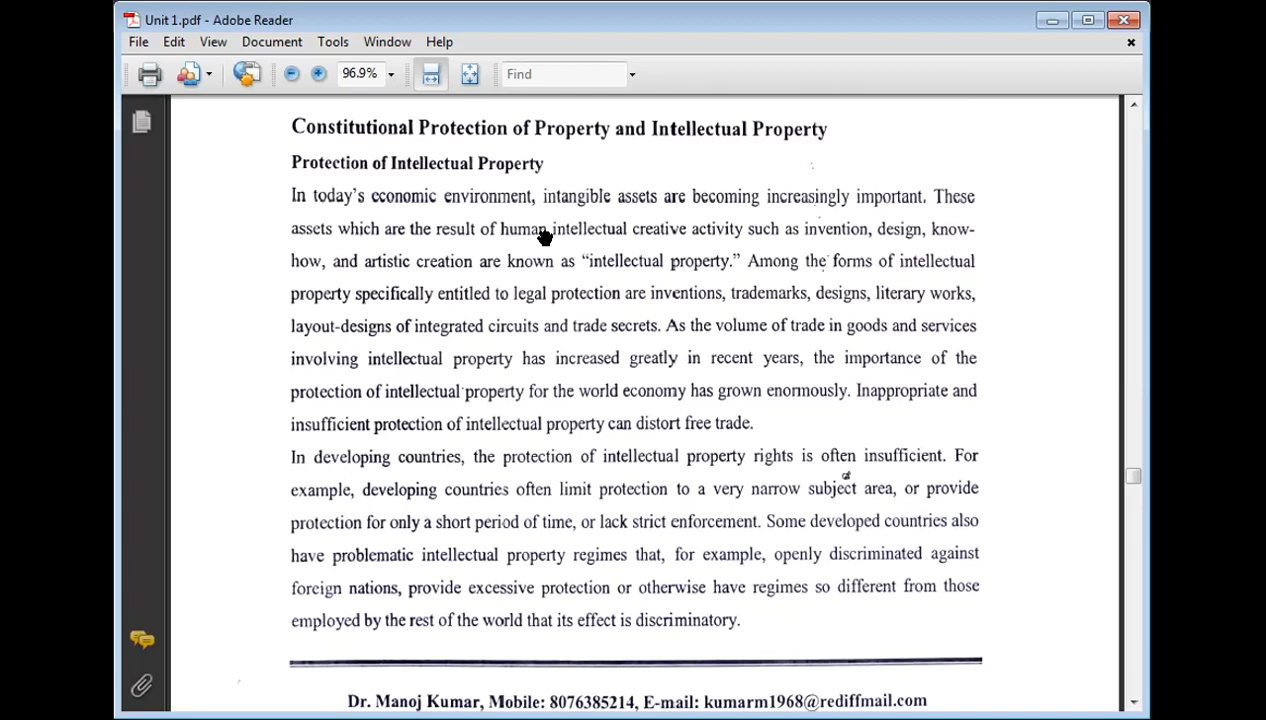 Unit 1.pdf - Adobe Reader
File Edit View Document Tools Window Help
96.9% Find
Constitutional Protection of Property and Intellectual Property
Protection of Intellectual Property
In today's economic environment, intangible assets are becoming increasingly important. These
assets which are the result of human intellectual creative activity such as invention, design, know-
how, and artistic creation are known as “intellectual property.” Among the forms of intellectual
property specifically entitled to legal protection are inventions, trademarks, designs, literary works,
layout-designs of integrated circuits and trade secrets. As the volume of trade in goods and services
involving intellectual property has increased greatly in recent years, the importance of the
protection of intellectual property for the world economy has grown enormously. Inappropriate and
insufficient protection of intellectual property can distort free trade.
In developing countries, the protection of intellectual property rights is often insufficient. For
example, developing countries often limit protection to a very narrow subject area, or provide
protection for only a short period of time, or lack strict enforcement. Some developed countries also
have problematic intellectual property regimes that, for example, openly discriminated against
foreign nations, provide excessive protection or otherwise have regimes so different from those
employed by the rest of the world that its effect is discriminatory.
Dr. Manoj Kumar, Mobile: 8076385214, E-mail: kumarm1968@rediffmail.com